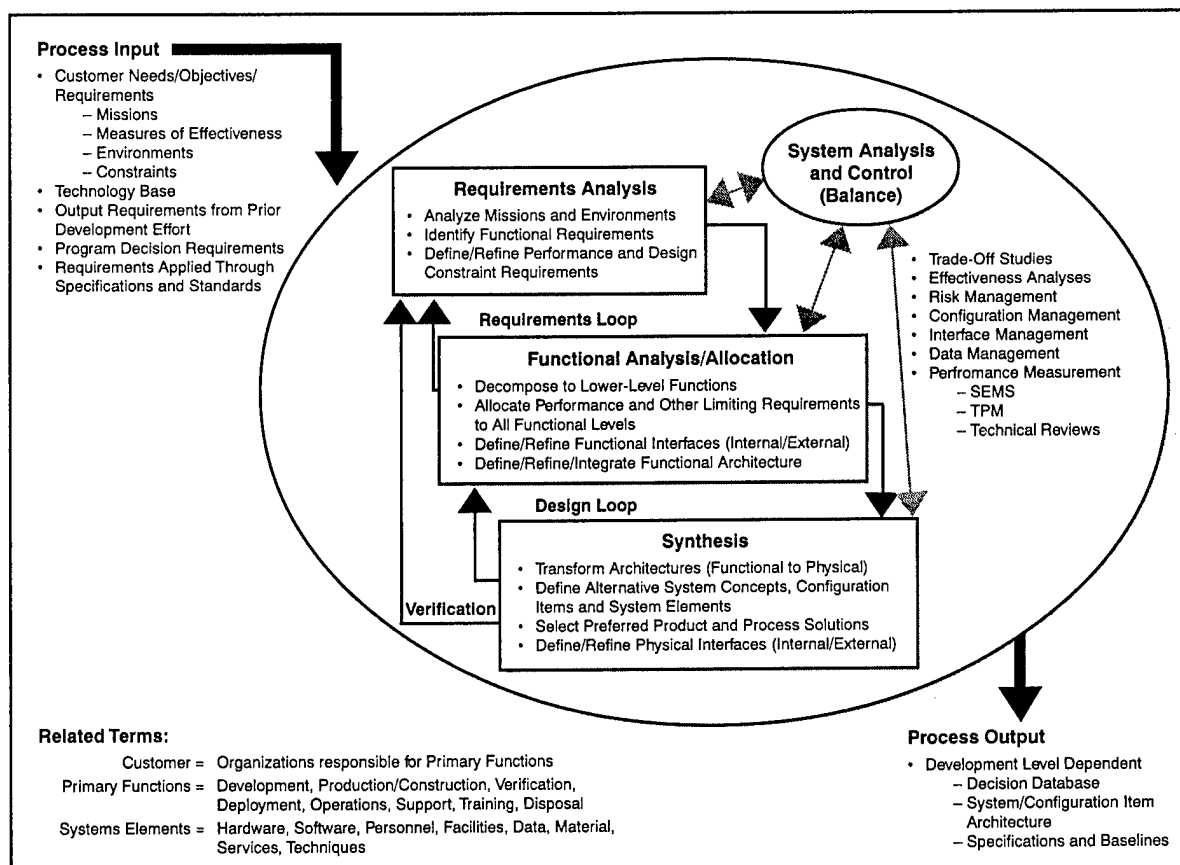 Process Input
• Customer Needs/Objectives/
Requirements
– Missions
– Measures of Effectiveness
– Environments
– Constraints
• Technology Base
• Output Requirements from Prior
Development Effort
• Program Decision Requirements
• Requirements Applied Through
Specifications and Standards
System Analysis
and Control
(Balance)
Requirements Analysis
• Analyze Missions and Environments
• Identify Functional Requirements
• Define/Refine Performance and Design
Constraint Requirements
• Trade-Off Studies
• Effectiveness Analyses
• Risk Management
• Configuration Management
• Interface Management
• Data Management
• Perfromance Measurement
– SEMS
– TPM
– Technical Reviews
Requirements Loop
Functional Analysis/Allocation
• Decompose to Lower-Level Functions
• Allocate Performance and Other Limiting Requirements
to All Functional Levels
• Define/Refine Functional Interfaces (Internal/External)
• Define/Refine/Integrate Functional Architecture
Design Loop
Synthesis
• Transform Architectures (Functional to Physical)
• Define Alternative System Concepts, Configuration
Items and System Elements
• Select Preferred Product and Process Solutions
• Define/Refine Physical Interfaces (Internal/External)
Verification
Related Terms:
Customer = Organizations responsible for Primary Functions
Primary Functions = Development, Production/Construction, Verification,
Deployment, Operations, Support, Training, Disposal
Systems Elements = Hardware, Software, Personnel, Facilities, Data, Material,
Services, Techniques
Process Output
• Development Level Dependent
– Decision Database
– System/Configuration Item
Architecture
– Specifications and Baselines